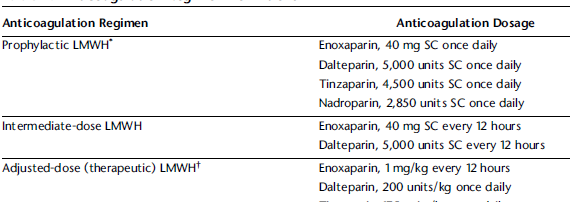 Anticoagulation Regimen Anticoagulation Dosage
Prophylactic LMWH* Enoxaparin, 40 mg SC once daily
Dalteparin, 5,000 units SC once daily
Tinzaparin, 4,500 units SC once daily
Nadroparin, 2,850 units SC once daily
Intermediate-dose LMWH Enoxaparin, 40 mg SC every 12 hours
Dalteparin, 5,000 units SC every 12 hours
Adjusted-dose (therapeutic) LMWH† Enoxaparin, 1 mg/kg every 12 hours
Dalteparin, 200 units/kg once daily